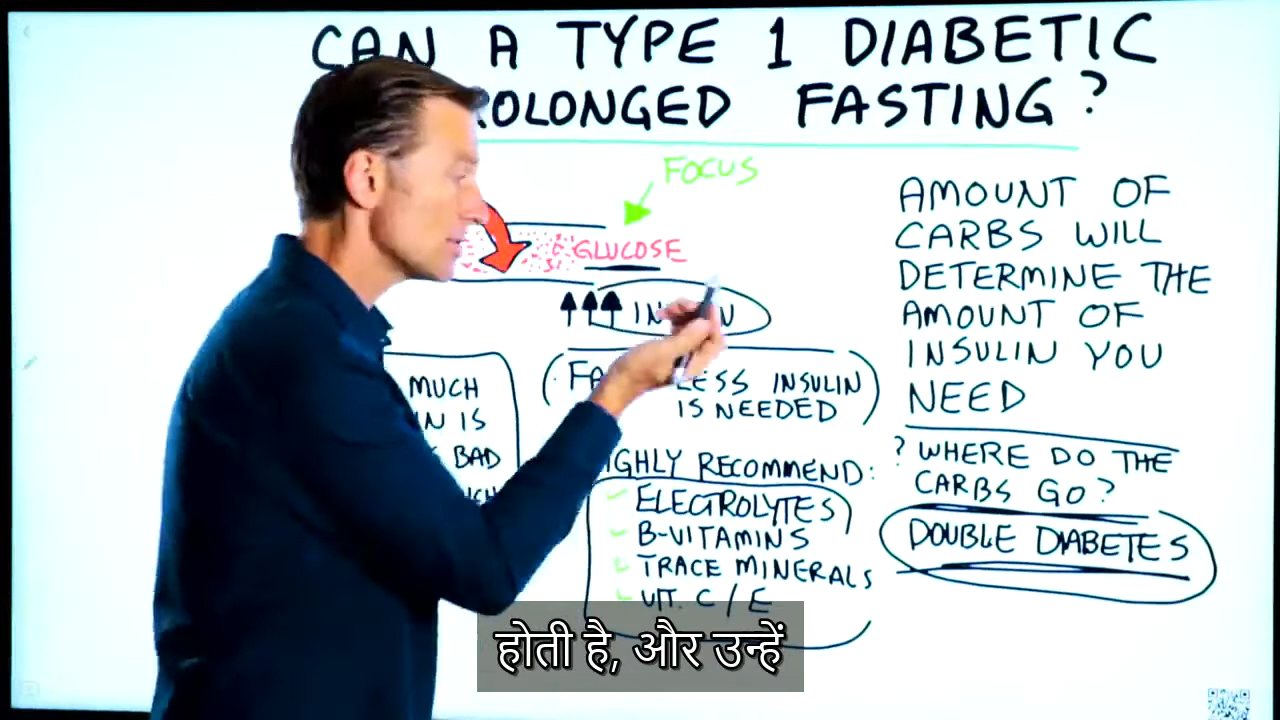 CAN A TYPE 1 DIABETIC
FASTING?
FOCUS
GLUCOSE
MUCH
IS
BAD
LESS INSULIN
IS NEEDED
RECOMMEND:
ELECTROLYTES
B-VITAMINS
TRACE MINERALS
VIT. C / E
AMOUNT OF
CARBS WILL
DETERMINE THE
AMOUNT OF
INSULIN YOU
NEED
? WHERE DO THE
CARBS GO?
DOUBLE DIABETES
होती है, और उन्हें